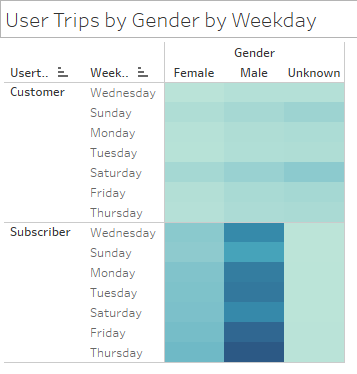 User Trips by Gender by Weekday
Gender
Usert.. Week.. Female Male Unknown
Customer Wednesday
Sunday
Monday
Tuesday
Saturday
Friday
Thursday
Subscriber Wednesday
Sunday
Monday
Tuesday
Saturday
Friday
Thursday